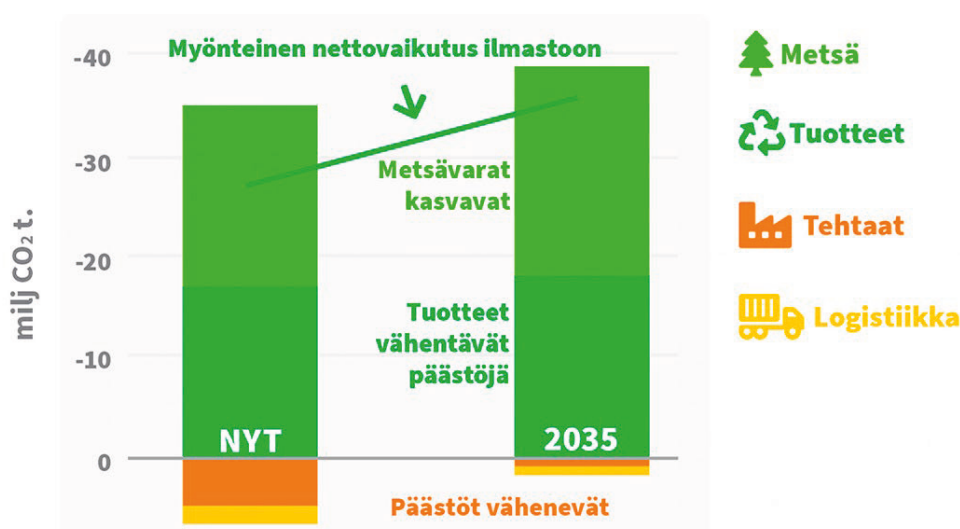 Myönteinen nettovaikutus ilmastoon
-40
-30
-20
-10
0
milj CO₂ t.
Metsävarat
kasvavat
Tuotteet
vähentävät
päästöjä
NYT
2035
Päästöt vähenevät
Metsä
Tuotteet
Tehtaat
Logistiikka